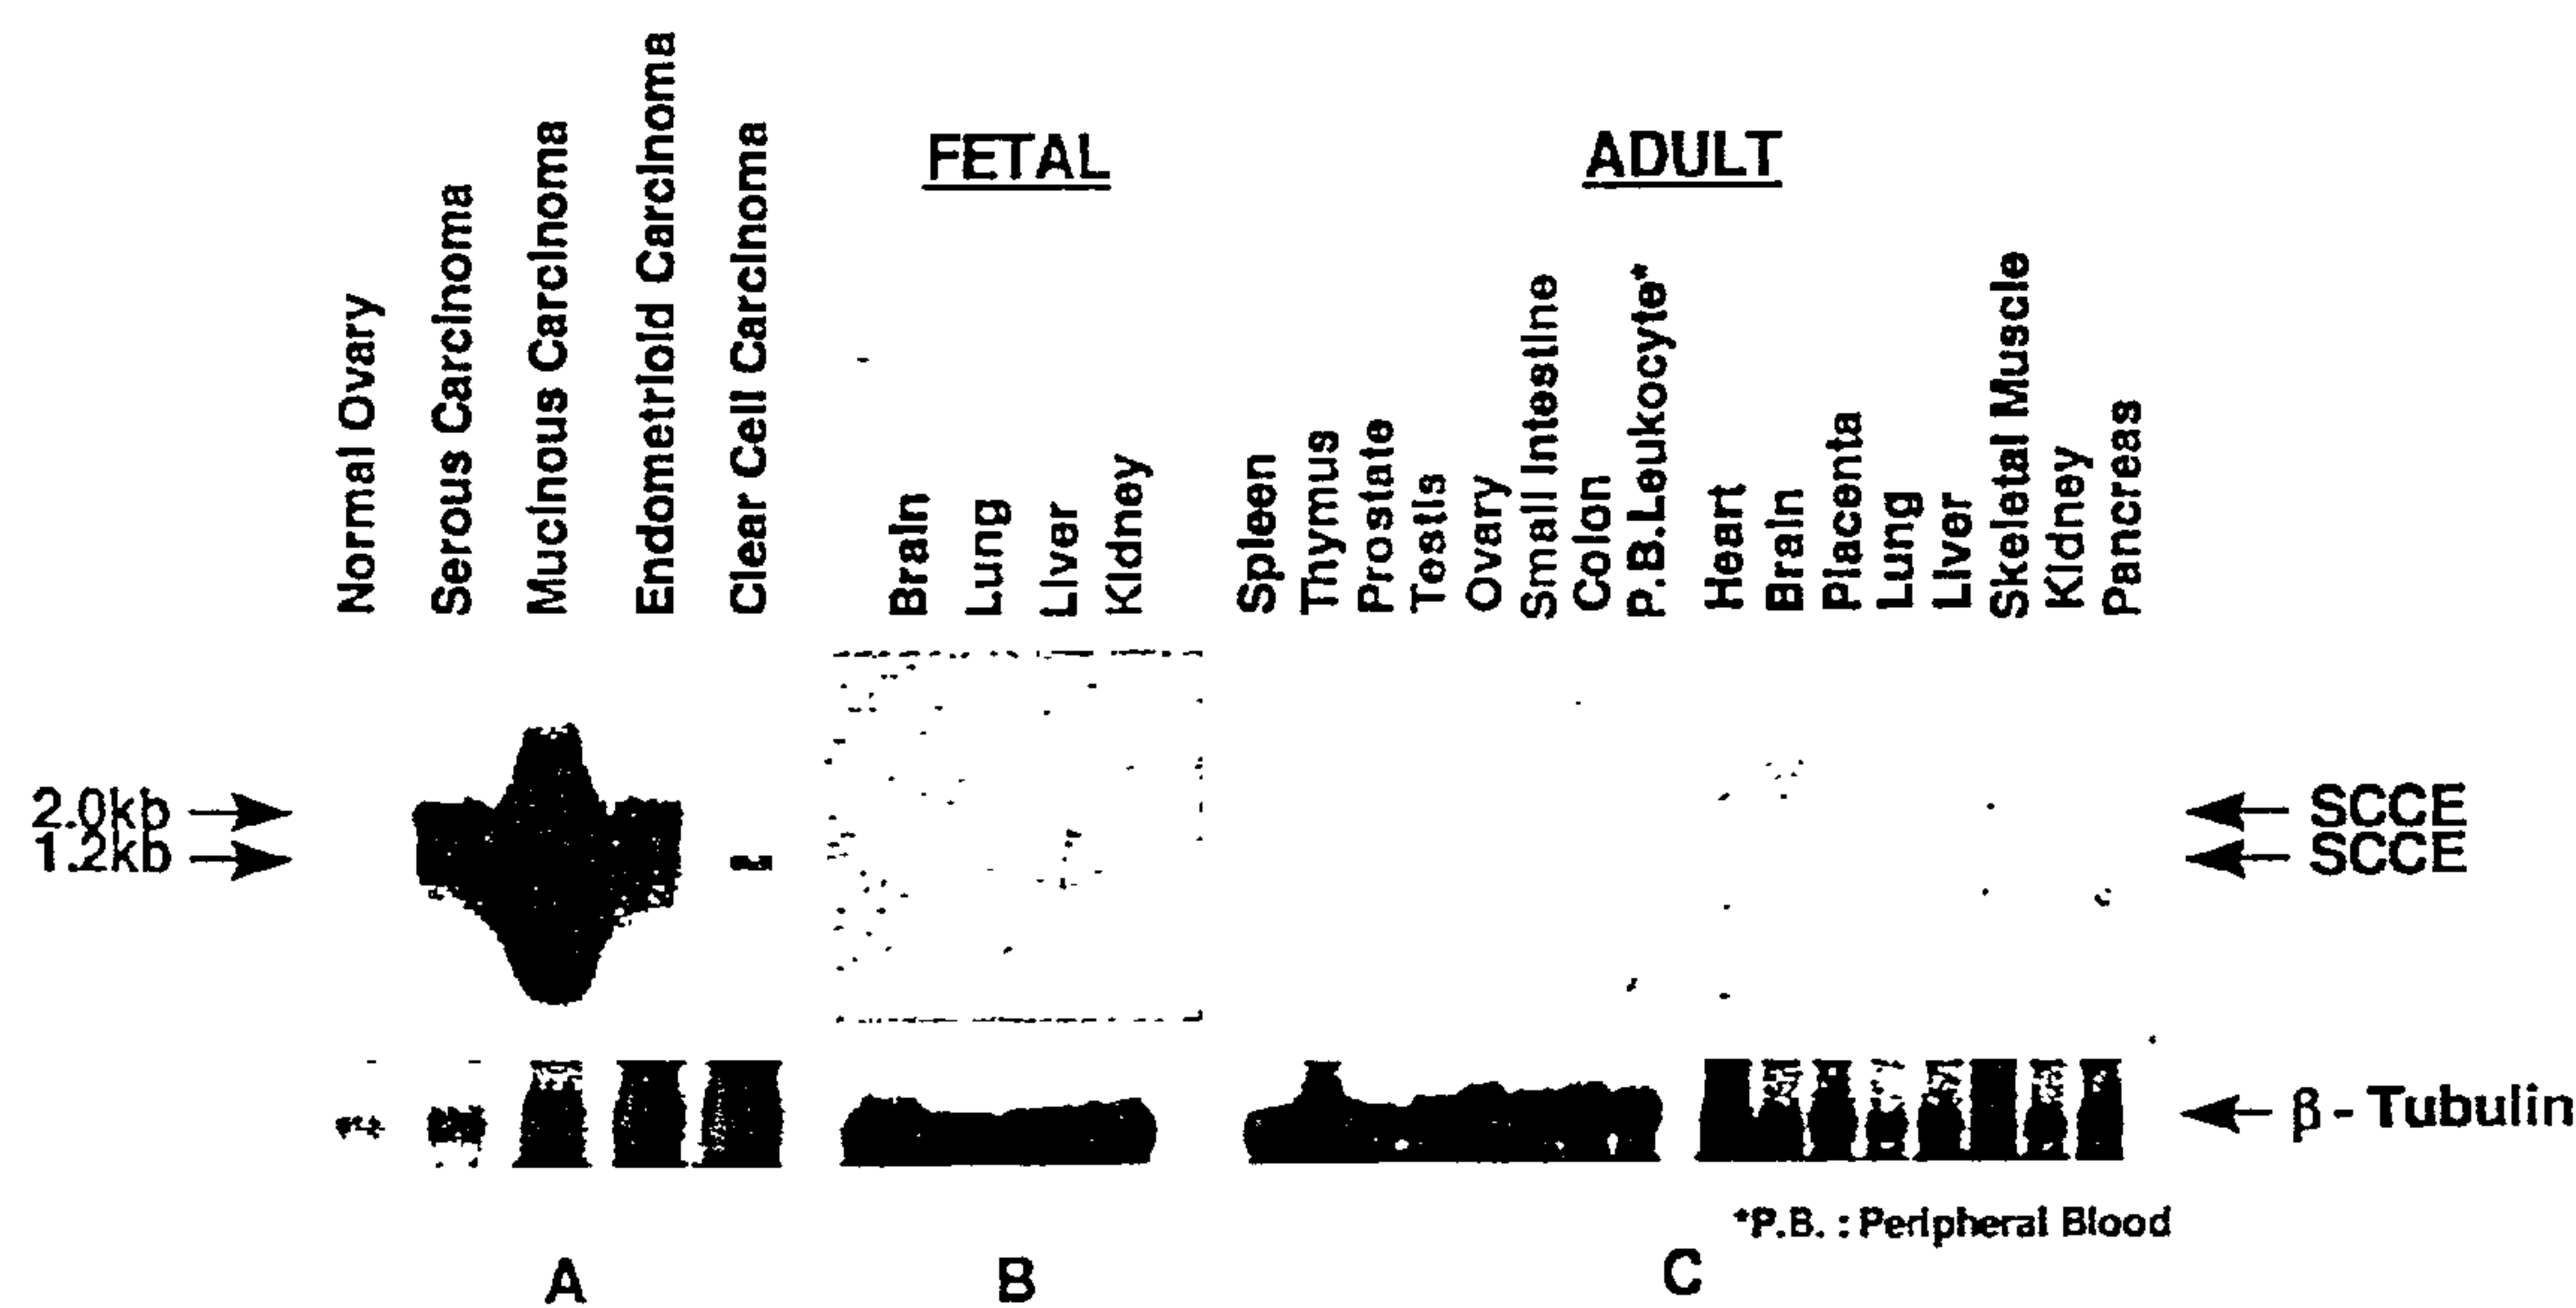 Normal Ovary
Serous Carcinoma
Mucinous Carcinoma
Endometrioid Carcinoma
Clear Cell Carcinoma
FETAL
Brain
Lung
Liver
Kidney
ADULT
Spleen
Thymus
Prostate
Testis
Ovary
Small Intestine
Colon
P.B.Leukocyte*
Heart
Brain
Placenta
Lung
Liver
Skeletal Muscle
Kidney
Pancreas
2.0kb
1.2kb
SCCE
SCCE
β - Tubulin
*P.B. : Peripheral Blood
A
B
C